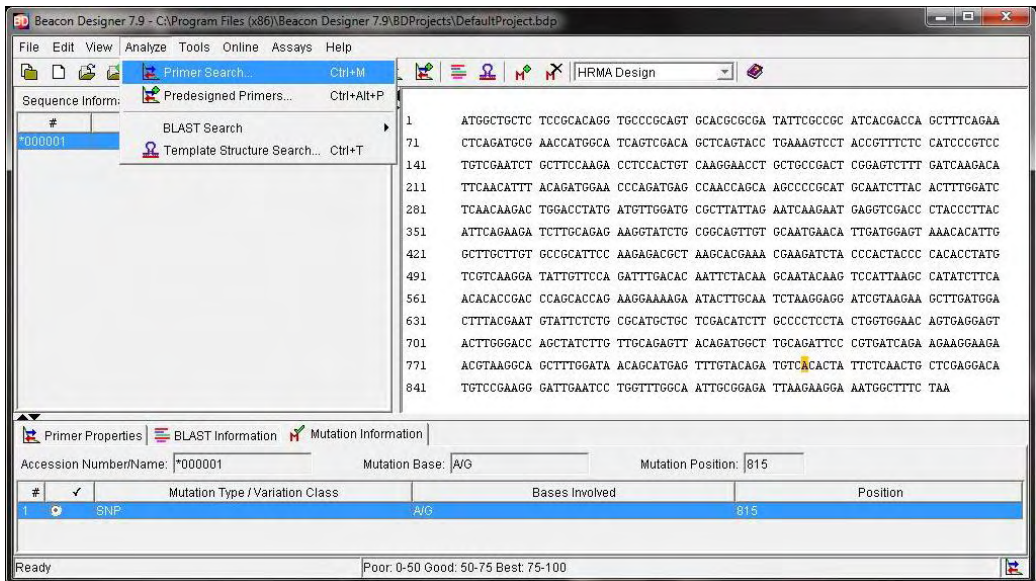 Beacon Designer 7.9 - C:\Program Files (x86)\Beacon Designer 7.9\BDProjects\DefaultProject.bdp
File Edit View Analyze Tools Online Assays Help
Primer Search... Ctrl+M
HRMA Design
Predesigned Primers... Ctrl+Alt+P
BLAST Search
Template Structure Search... Ctrl+T
Sequence Informa
#
*000001
1 ATGGCTGCTC TCCGCACAGG TGCCCGCAGT GCACGCGCGA TATTCGCCGC ATCACGACCA GCTTTCAGAA
71 CTCAGATGCG AACCATGGCA TCAGTCGACA GCTCAGTACC TGAAAGTCCT ACCGTTTCTC CATCCCGTCC
141 TGTCGAATCT GCTTCCAAGA CCTCCACTGT CAAGGAACCT GCTGCCGACT CGGAGTCTTT GATCAAGACA
211 TTCAACATTT ACAGATGGAA CCCAGATGAG CCAACCAGCA AGCCCCGCAT GCAATCTTAC ACTTTGGATC
281 TCAACAAGAC TGGACCTATG ATGTTGGATG CGCTTATTAG AATCAAGAAT GAGGTCGACC CTACCCTTAC
351 ATTCAGAAGA TCTTGCAGAG AAGGTATCTG CGGCAGTTGT GCAATGAACA TTGATGGAGT AAACACATTG
421 GCTTGCTTGT GCCGCATTCC AAGAGACGCT AAGCACGAAA CGAAGATCTA CCCACTACCC CACACCTATG
491 TCGTCAAGGA TATTGTTCCA GATTTGACAC AATTCTACAA GCAATACAAG TCCATTAAGC CATATCTTCA
561 ACACACCGAC CCAGCACCAG AAGGAAAAGA ATACTTGCAA TCTAAGGAGG ATCGTAAGAA GCTTGATGGA
631 CTTTACGAAT GTATTCTCTG CGCATGCTGC TCGACATCTT GCCCCTCCTA CTGGTGGAAC AGTGAGGAGT
701 ACTTGGGACC AGCTATCTTG TTGCAGAGTT ACAGATGGCT TGCAGATTCC CGTGATCAGA AGAAGGAAGA
771 ACGTAAGGCA GCTTTGGATA ACAGCATGAG TTTGTACAGA TGTCACACTA TTCTCAACTG CTCGAGGACA
841 TGTCCGAAGG GATTGAATCC TGGTTTGGCA AATTGCGGAGA TTAAGAAGGA AATGGCTTTC TAA
Primer Properties BLAST Information Mutation Information
Accession Number/Name: *000001 Mutation Base: A/G Mutation Position: 815
# Mutation Type / Variation Class Bases Involved Position
1 SNP A/G 815
Ready Poor: 0-50 Good: 50-75 Best: 75-100